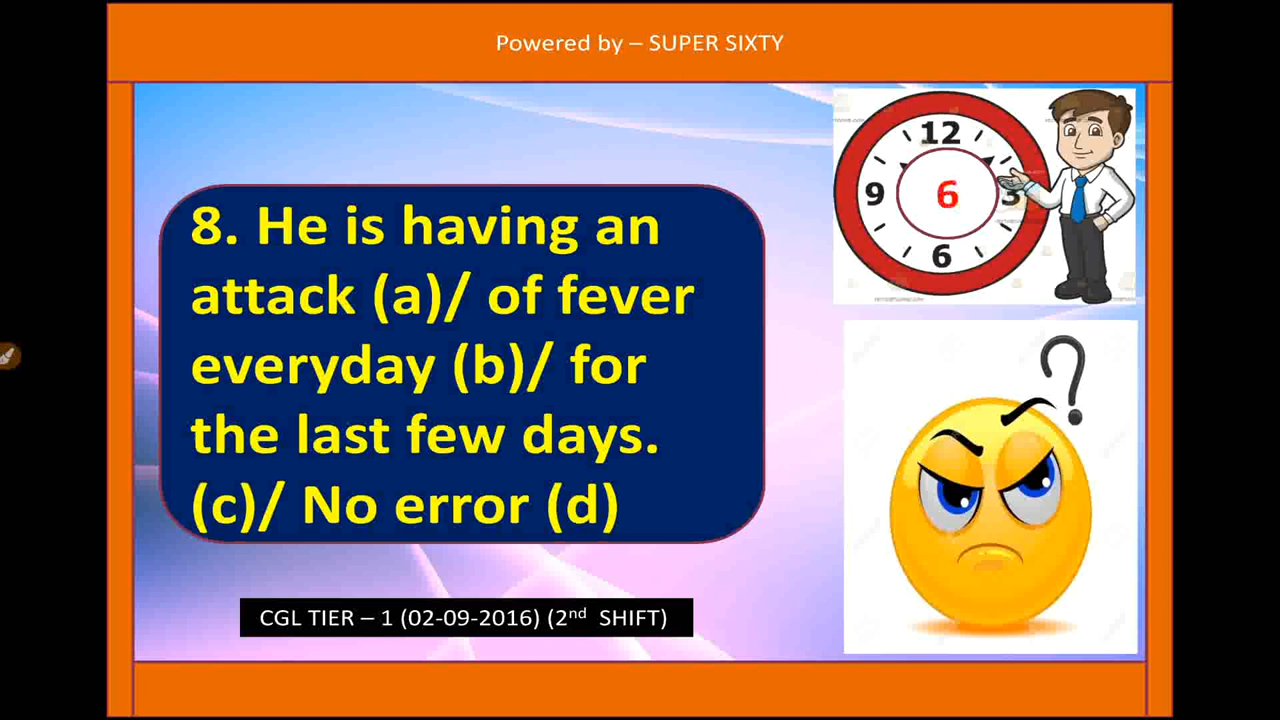 Powered by – SUPER SIXTY
8. He is having an
attack (a)/ of fever
everyday (b)/ for
the last few days.
(c)/ No error (d)
12
9
6
3
6
CGL TIER – 1 (02-09-2016) (2nd SHIFT)